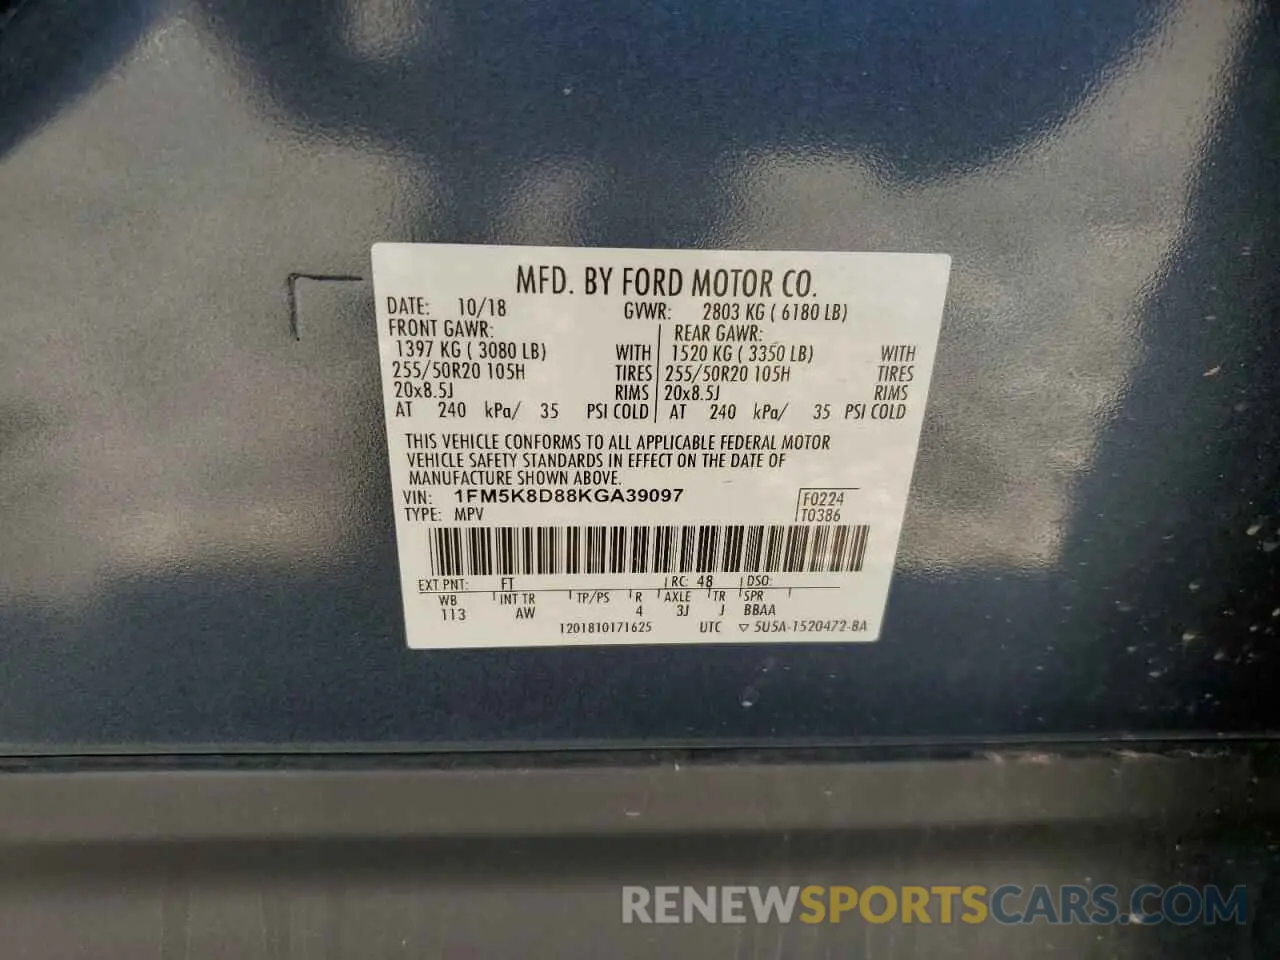 MFD. BY FORD MOTOR CO.
DATE: 10/18 GVWR: 2803 KG ( 6180 LB)
FRONT GAWR: REAR GAWR:
1397 KG ( 3080 LB) WITH 1520 KG ( 3350 LB) WITH
255/50R20 105H TIRES 255/50R20 105H TIRES
20x8.5J RIMS 20x8.5J RIMS
AT 240 kPa/ 35 PSI COLD AT 240 kPa/ 35 PSI COLD
THIS VEHICLE CONFORMS TO ALL APPLICABLE FEDERAL MOTOR
VEHICLE SAFETY STANDARDS IN EFFECT ON THE DATE OF
MANUFACTURE SHOWN ABOVE.
VIN: 1FM5K8D88KGA39097 F0224
TYPE: MPV T0386
EXT PNT: FT RC: 48 DSO:
WB INT TR TP/PS R AXLE TR SPR
113 AW 4 3J J BBAA
1201810171625 UTC ▽ 5U5A-1520472-BA
RENEWSPORTSCARS.COM